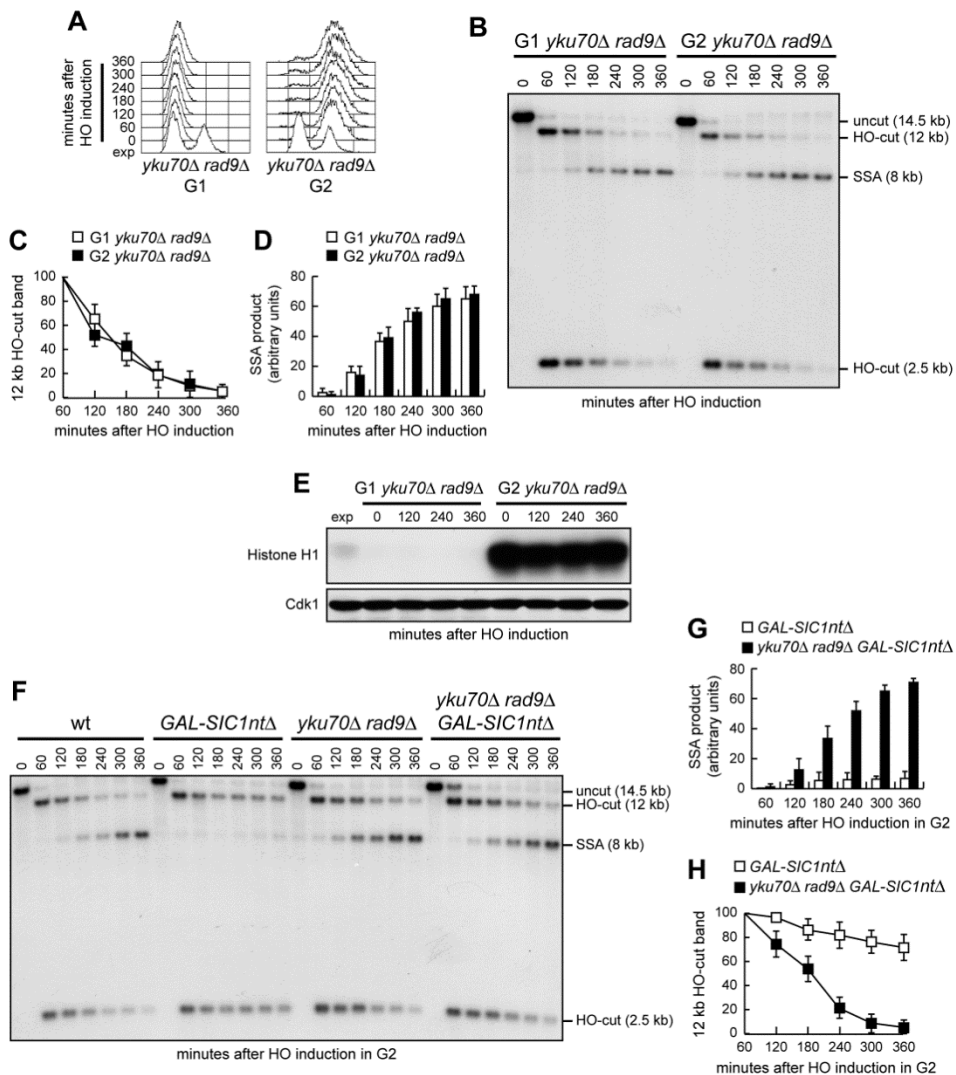 A
minutes after
HO induction
360
300
240
180
120
60
0
exp
yku70Δ rad9Δ yku70Δ rad9Δ
G1 G2
B
G1 yku70Δ rad9Δ G2 yku70Δ rad9Δ
0 60 120 180 240 300 360 0 60 120 180 240 300 360
uncut (14.5 kb)
HO-cut (12 kb)
SSA (8 kb)
HO-cut (2.5 kb)
C
G1 yku70Δ rad9Δ
G2 yku70Δ rad9Δ
12 kb HO-cut band
100
80
60
40
20
0
60 120 180 240 300 360
minutes after HO induction
D
G1 yku70Δ rad9Δ
G2 yku70Δ rad9Δ
SSA product
(arbitrary units)
80
60
40
20
0
60 120 180 240 300 360
minutes after HO induction
E
G1 yku70Δ rad9Δ G2 yku70Δ rad9Δ
exp 0 120 240 360 0 120 240 360
Histone H1
Cdk1
minutes after HO induction
F
wt GAL-SIC1ntΔ yku70Δ rad9Δ yku70Δ rad9Δ
GAL-SIC1ntΔ
0 60 120 180 240 300 360 0 60 120 180 240 300 360 0 60 120 180 240 300 360 0 60 120 180 240 300 360
uncut (14.5 kb)
HO-cut (12 kb)
SSA (8 kb)
HO-cut (2.5 kb)
minutes after HO induction in G2
G
GAL-SIC1ntΔ
yku70Δ rad9Δ GAL-SIC1ntΔ
SSA product
(arbitrary units)
80
60
40
20
0
60 120 180 240 300 360
minutes after HO induction in G2
H
GAL-SIC1ntΔ
yku70Δ rad9Δ GAL-SIC1ntΔ
12 kb HO-cut band
100
80
60
40
20
0
60 120 180 240 300 360
minutes after HO induction in G2